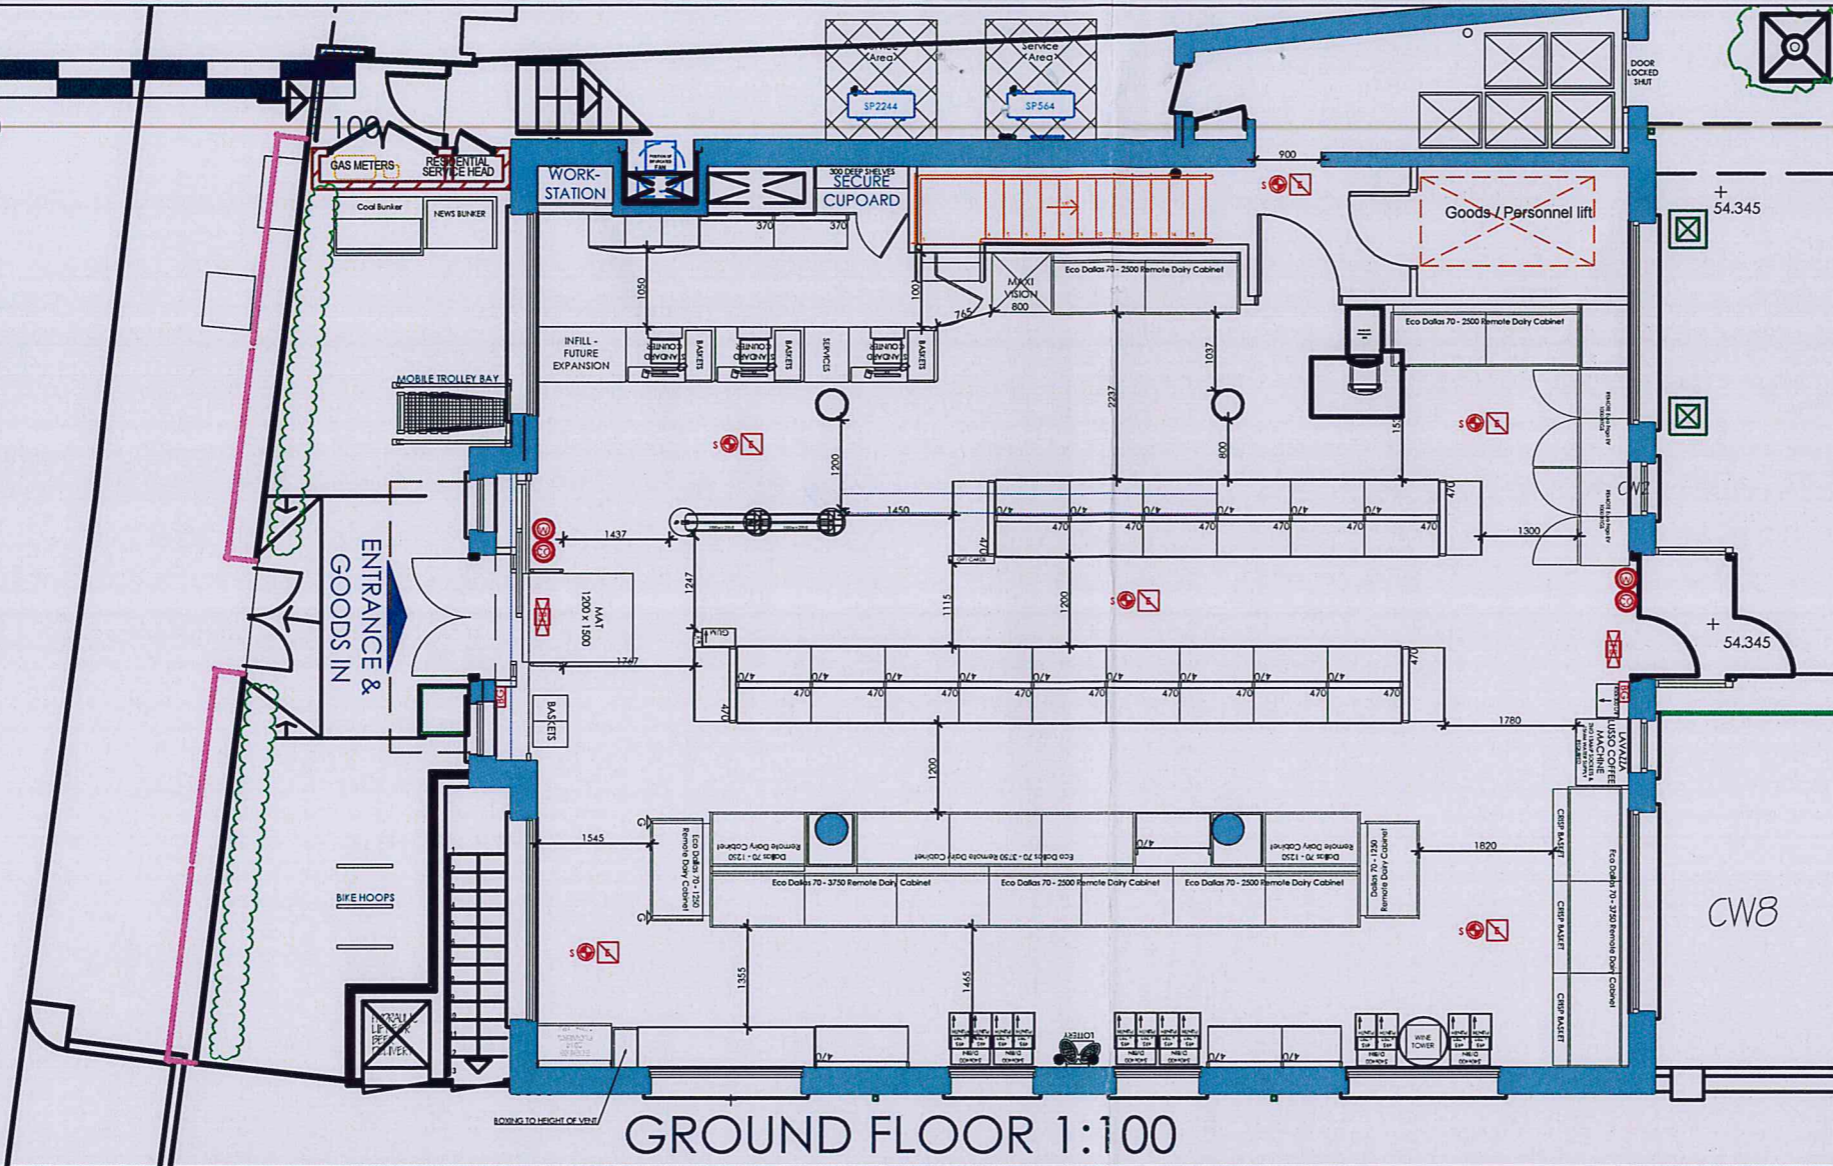 Service
Area
Service
Area
SP2244
SP564
DOOR
LOCKED
SHUT
100
GAS METERS
RESIDENTIAL
SERVICE HEAD
WORK-
STATION
300 DEEP SHELVES
SECURE
CUPOARD
900
S
Goods / Personnel lift
54.345
Coal Bunker
NEWS BUNKER
370
370
1050
100
MAXI
VISION
800
765
Eco Dallas 70 - 2500 Remote Dairy Cabinet
Eco Dallas 70 - 2500 Remote Dairy Cabinet
INFILL -
FUTURE
EXPANSION
BASKETS
BASKETS
SERVICES
BASKETS
MOBILE TROLLEY BAY
2237
1037
800
1200
S
S
1437
1450
470
470
470
470
470
470
470
470
1300
CW2
ENTRANCE &
GOODS IN
MAT
1200 x 1500
1247
1115
1200
S
GUM
1767
54.345
470
470
470
470
470
470
470
470
470
470
470
BASKETS
1200
1780
LAVAZZA
LUSSO COFFEE
MACHINE
1545
1820
Eco Dallas 70 - 1250
Remote Dairy Cabinet
Dallas 70 - 1250
Remote Dairy Cabinet
Eco Dallas 70 - 3750 Remote Dairy Cabinet
470
Dallas 70 - 1250
Remote Dairy Cabinet
Dallas 70 - 1250
Remote Dairy Cabinet
Eco Dallas 70 - 3750 Remote Dairy Cabinet
Eco Dallas 70 - 2500 Remote Dairy Cabinet
Eco Dallas 70 - 2500 Remote Dairy Cabinet
CRISP BASKET
CRISP BASKET
CRISP BASKET
Eco Dallas 70 - 3750 Remote Dairy Cabinet
BIKE HOOPS
CW8
S
S
1355
1465
470
LOTTERY
470
470
WINE
TOWER
BOXING TO HEIGHT OF VENT
GROUND FLOOR 1:100